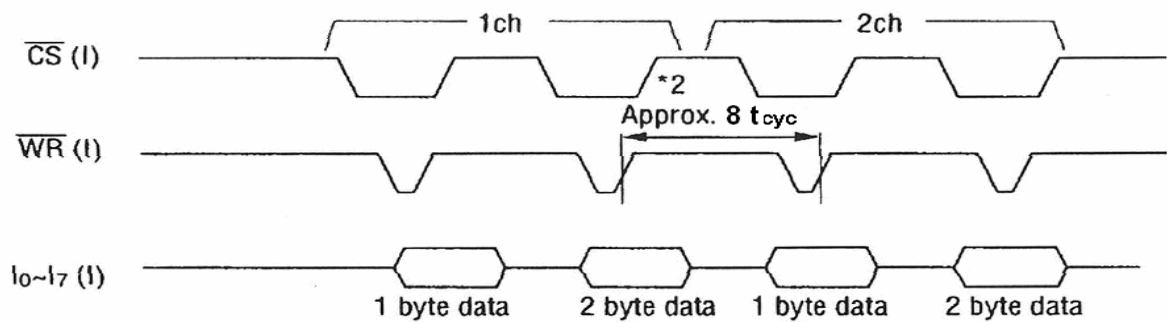 1ch 2ch
CS (I)
*2
Approx. 8 tcyc
WR (I)
I0~I7 (I)
1 byte data 2 byte data 1 byte data 2 byte data